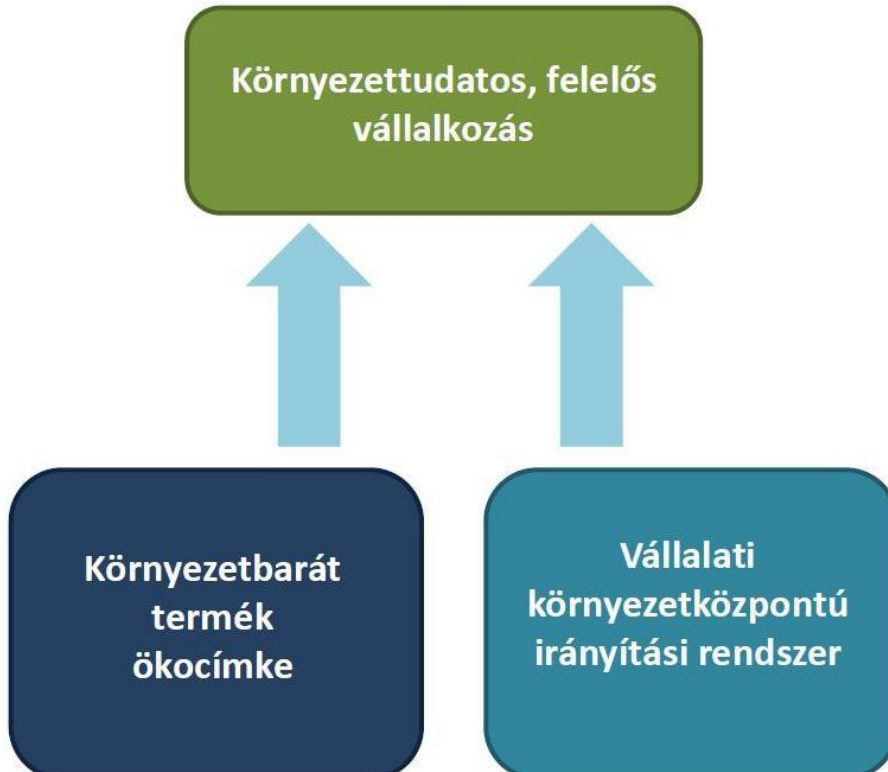 Környezettudatos, felelős
vállalkozás
Környezetbarát
termék
ökocímke
Vállalati
környezetközpontú
irányítási rendszer